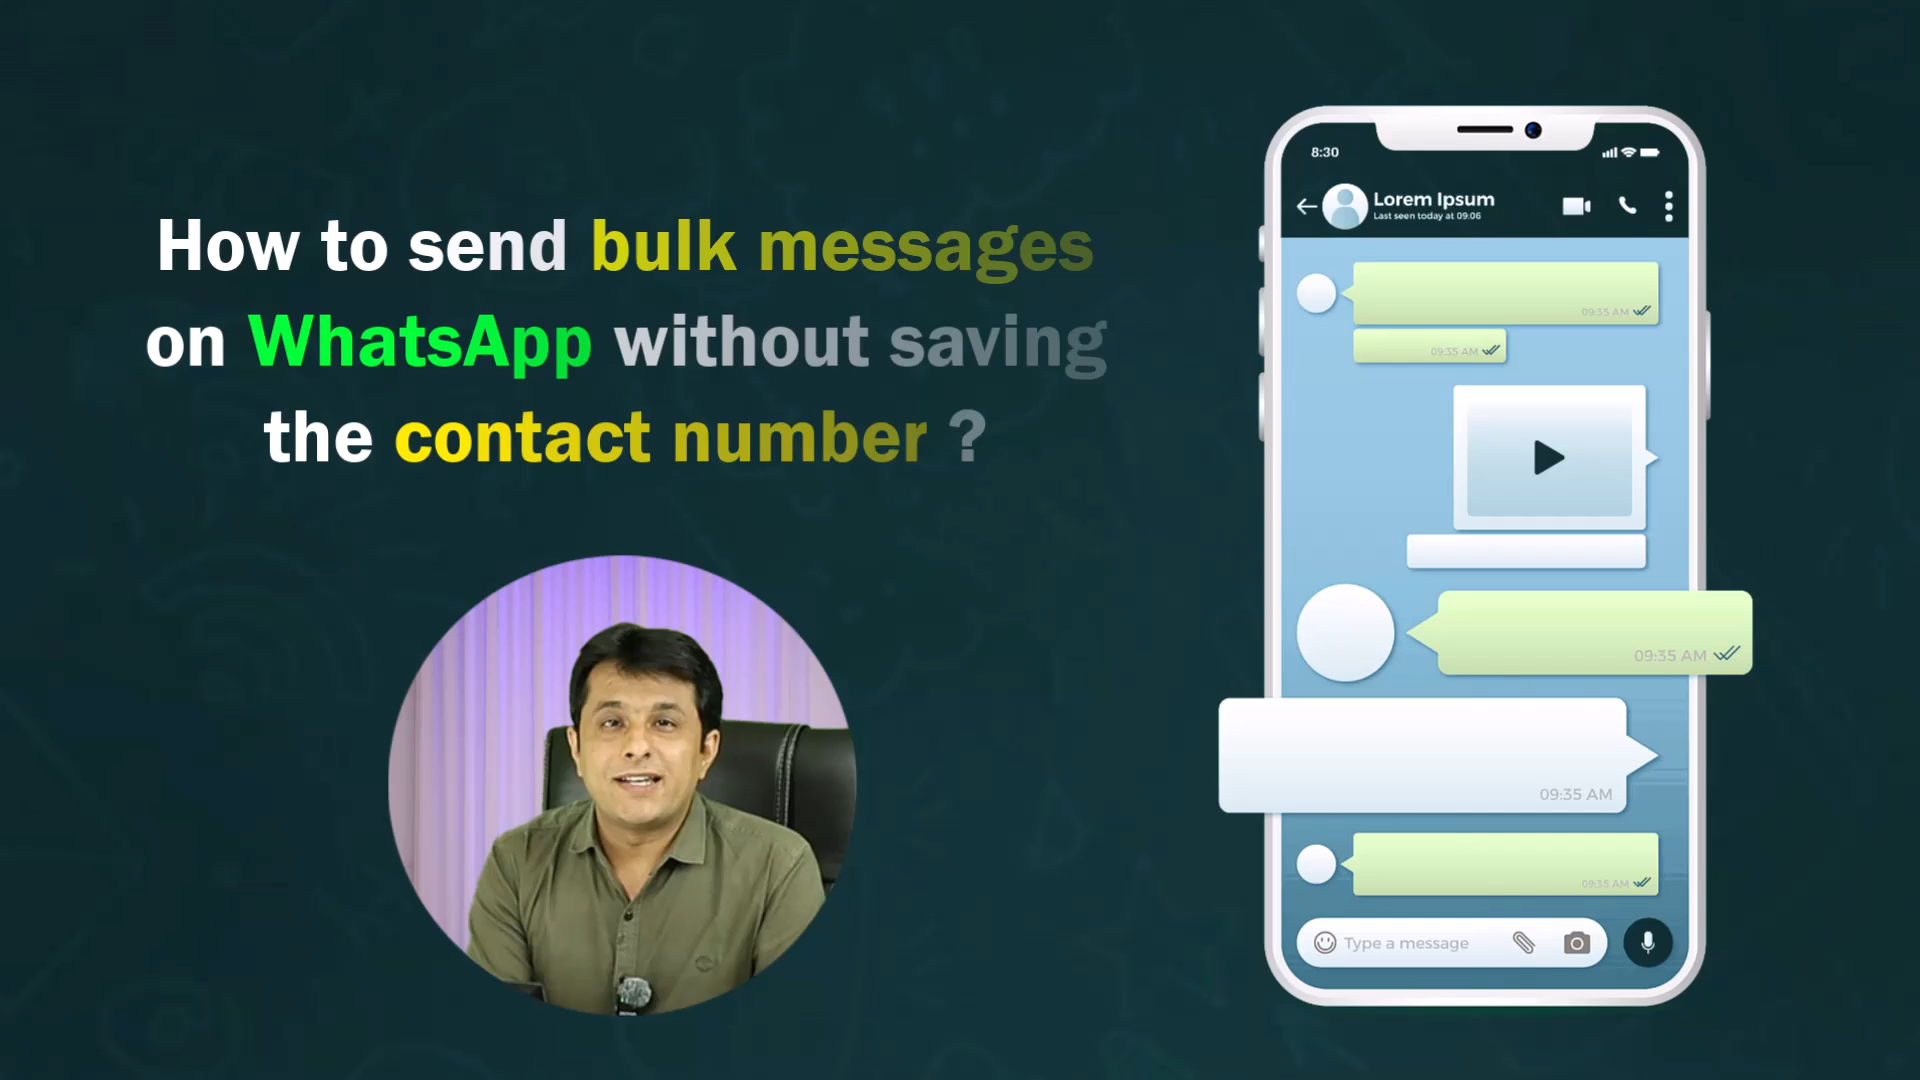 How to send bulk messages
on WhatsApp without saving
the contact number ?
8:30
Lorem Ipsum
Last seen today at 09:06
09:35 AM
09:35 AM
09:35 AM
09:35 AM
09:35 AM
Type a message